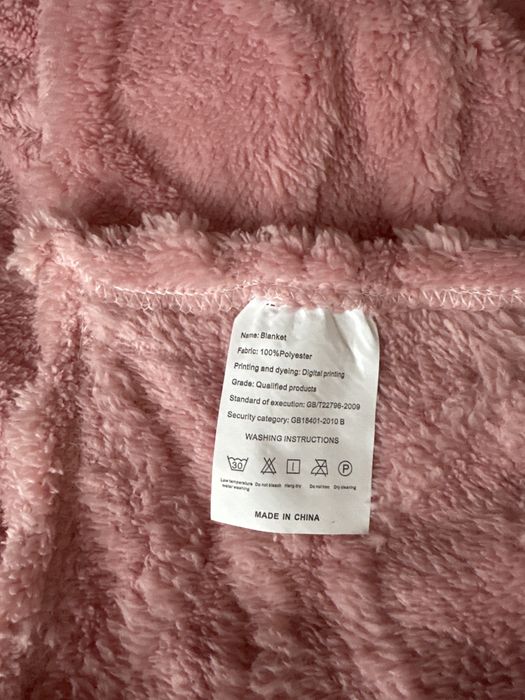 Name: Blanket
Fabric: 100%Polyester
Printing and dyeing: Digital printing
Grade: Qualified products
Standard of execution: GB/T22796-2009
Security category: GB18401-2010 B
WASHING INSTRUCTIONS
30 P
Low temperature water washing Do not bleach Hang dry Do not iron Dry cleaning
MADE IN CHINA